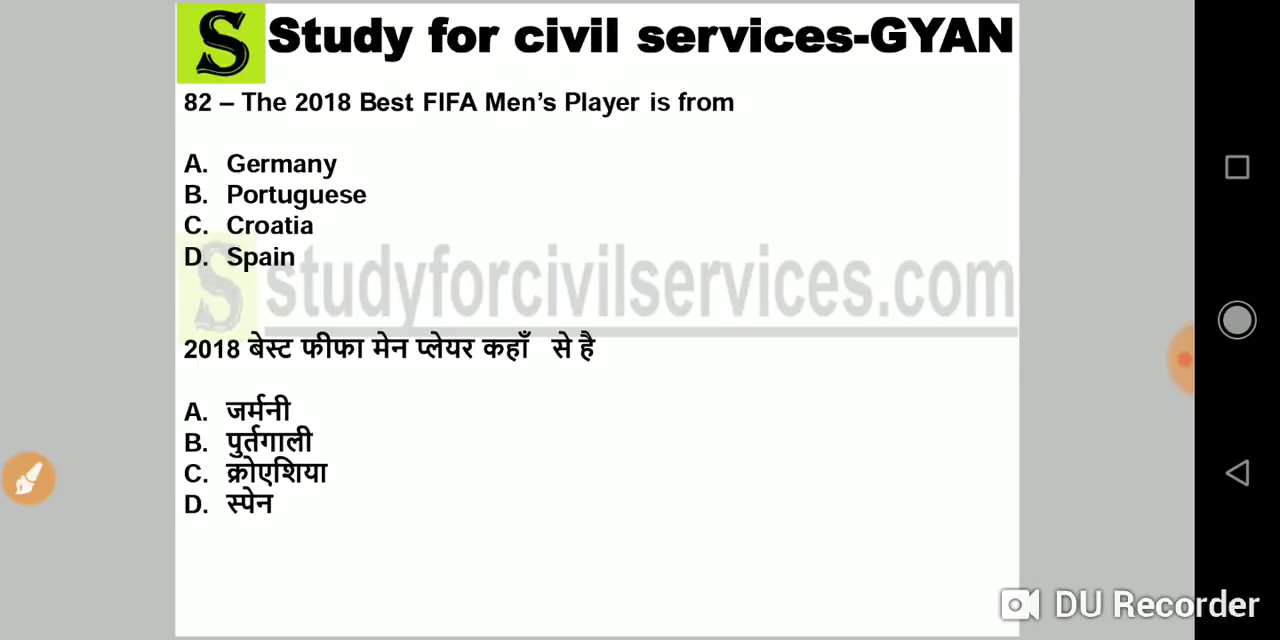 S Study for civil services-GYAN
82 – The 2018 Best FIFA Men’s Player is from
A. Germany
B. Portuguese
C. Croatia
D. Spain
S studyforcivilservices.com
2018 बेस्ट फीफा मेन प्लेयर कहाँ से है
A. जर्मनी
B. पुर्तगाली
C. क्रोएशिया
D. स्पेन
DU Recorder